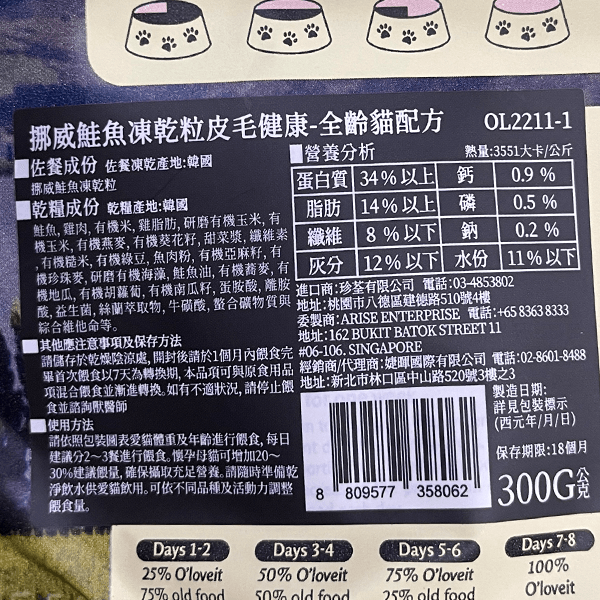 挪威鮭魚凍乾粒皮毛健康-全齡貓配方
OL2211-1
佐餐成份 佐餐凍乾產地:韓國
挪威鮭魚凍乾粒
乾糧成份 乾糧產地:韓國
鮭魚, 雞肉, 有機米, 雞脂肪, 研磨有機玉米, 有
機玉米, 有機燕麥, 有機葵花籽, 甜菜漿, 纖維素
, 有機糙米, 有機綠豆, 魚肉粉, 有機亞麻籽, 有
機珍珠麥, 研磨有機海藻, 鮭魚油, 有機蕎麥, 有
機地瓜, 有機胡蘿蔔, 有機南瓜籽, 蛋胺酸, 離胺
酸, 益生菌, 絲蘭萃取物, 牛磺酸, 螯合礦物質與
綜合維他命等。
其他應注意事項及保存方法
請儲存於乾燥陰涼處, 開封後請於1個月內餵食完
畢首次餵食以7天為轉換期, 本品項可與原食用品
項混合餵食並漸進轉換。如有不適狀況, 請停止餵
食並諮詢獸醫師
使用方法
請依照包裝圖表愛貓體重及年齡進行餵食, 每日
建議分2~3餐進行餵食。懷孕母貓可增加20~
30%建議餵量, 確保攝取充足營養。請隨時準備乾
淨飲水供愛貓飲用。可依不同品種及活動力調整
餵食量。
營養分析 熱量:3551大卡/公斤
蛋白質 34%以上 鈣 0.9 %
脂肪 14%以上 磷 0.5 %
纖維 8 %以下 鈉 0.2 %
灰分 12%以下 水份 11%以下
進口商: 珍荃有限公司 電話:03-4853802
地址: 桃園市八德區建德路510號4樓
委製商: ARISE ENTERPRISE 電話:+65 8363 8333
地址:162 BUKIT BATOK STREET 11
#06-106. SINGAPORE
經銷商/代理商: 婕暉國際有限公司 電話:02-8601-8488
地址: 新北市林口區中山路520號3樓之3
8 809577 358062
製造日期:
詳見包裝標示
(西元年/月/日)
保存期限:18個月
300G公克
Days 1-2 Days 3-4 Days 5-6 Days 7-8
25% O'loveit 50% O'loveit 75% O'loveit 100%
75% old food 50% old food 25% old food O'loveit